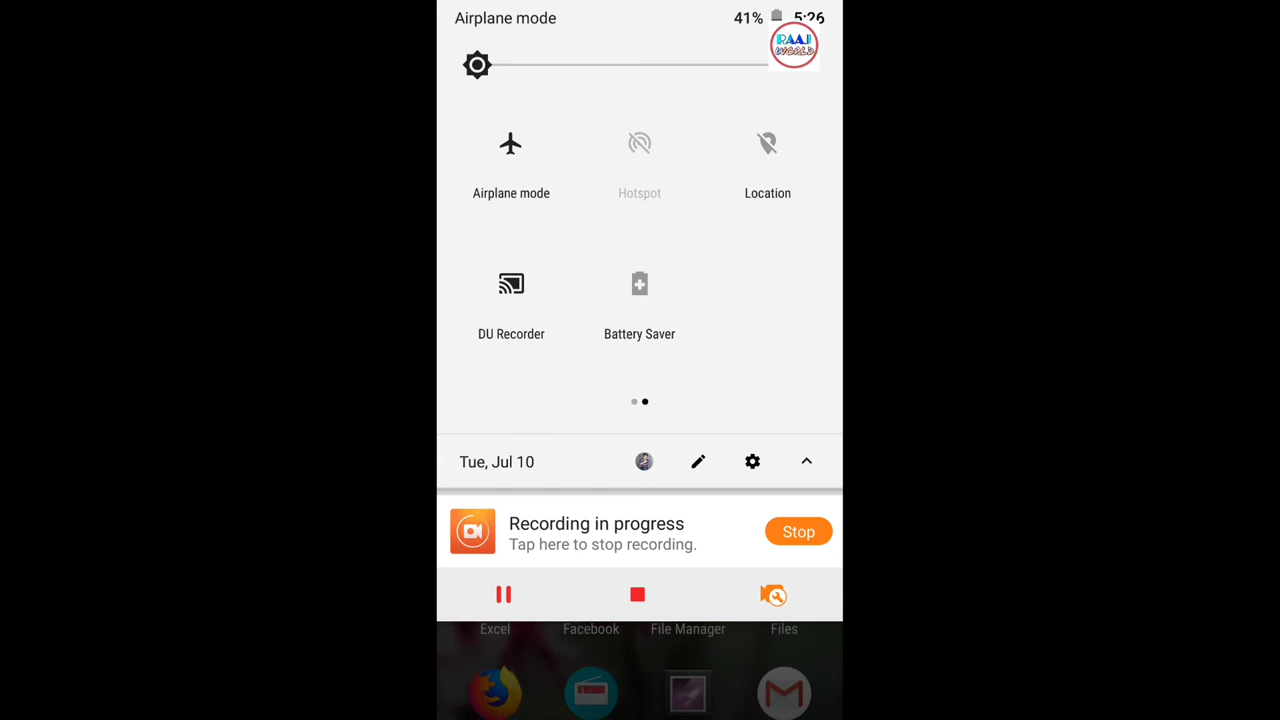 Airplane mode 41% 5:26
RAAJ
WORLD
Airplane mode Hotspot Location
DU Recorder Battery Saver
Tue, Jul 10
Recording in progress
Tap here to stop recording.
Stop
Excel Facebook File Manager Files